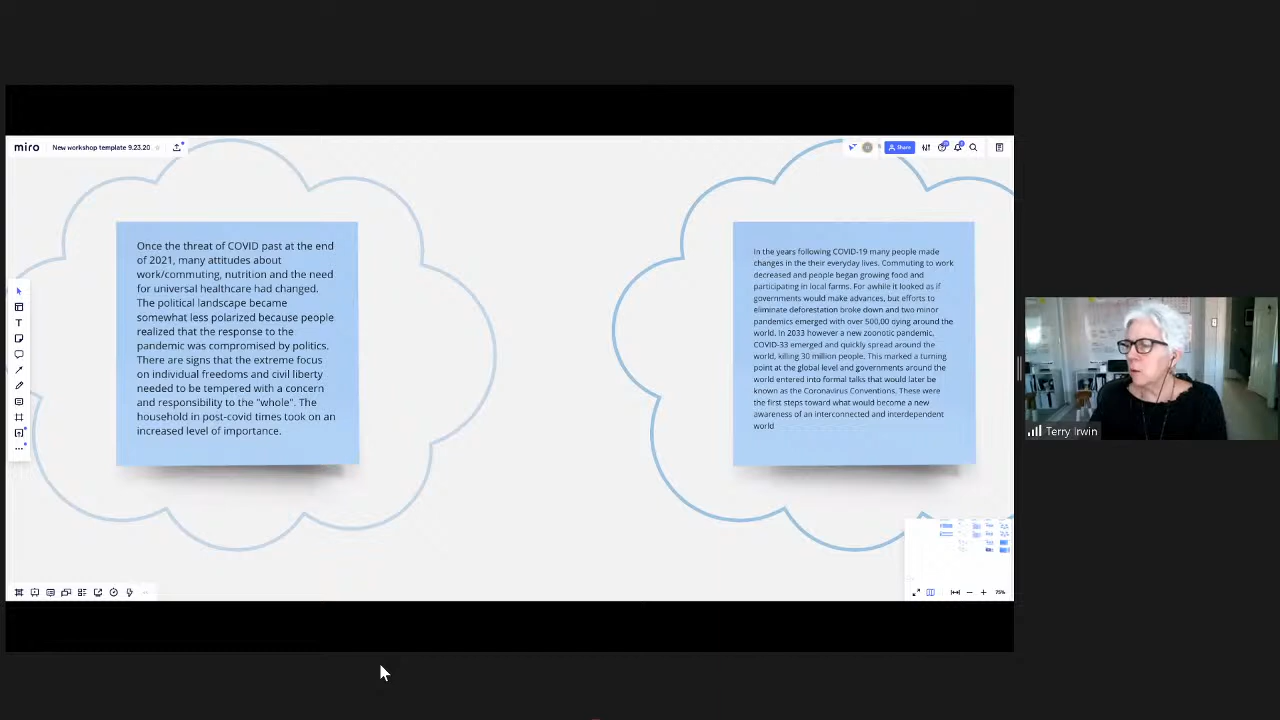 miro
New workshop template 9.23.20
Share
Once the threat of COVID past at the end
of 2021, many attitudes about
work/commuting, nutrition and the need
for universal healthcare had changed.
The political landscape became
somewhat less polarized because people
realized that the response to the
pandemic was compromised by politics.
There are signs that the extreme focus
on individual freedoms and civil liberty
needed to be tempered with a concern
and responsibility to the "whole". The
household in post-covid times took on an
increased level of importance.
In the years following COVID-19 many people made
changes in the their everyday lives. Commuting to work
decreased and people began growing food and
participating in local farms. For awhile it looked as if
governments would make advances, but efforts to
eliminate deforestation broke down and two minor
pandemics emerged with over 500,00 dying around the
world. In 2033 however a new zoonotic pandemic,
COVID-33 emerged and quickly spread around the
world, killing 30 million people. This marked a turning
point at the global level and governments around the
world entered into formal talks that would later be
known as the Coronavirus Conventions. These were
the first steps toward what would become a new
awareness of an interconnected and interdependent
world
Terry Irwin
75%